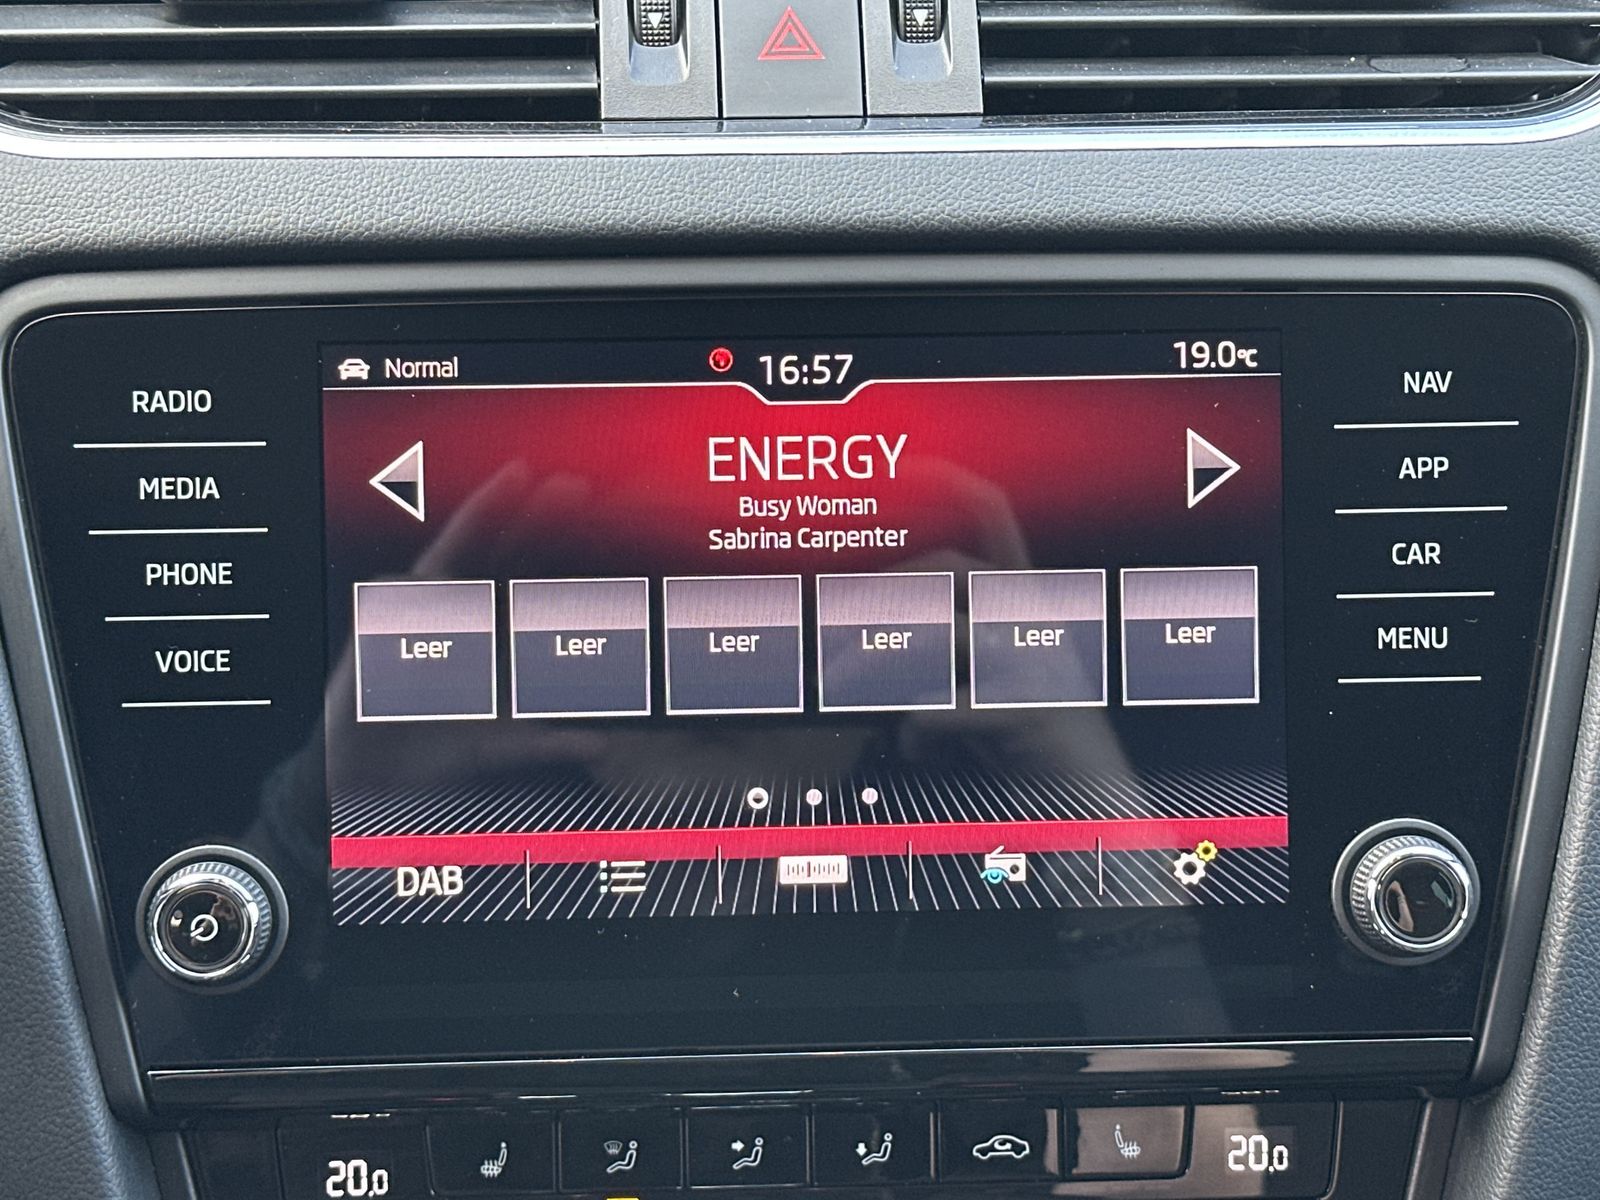 Normal
16:57
19.0°C
RADIO
MEDIA
PHONE
VOICE
NAV
APP
CAR
MENU
ENERGY
Busy Woman
Sabrina Carpenter
Leer
Leer
Leer
Leer
Leer
Leer
DAB
20.0
20.0